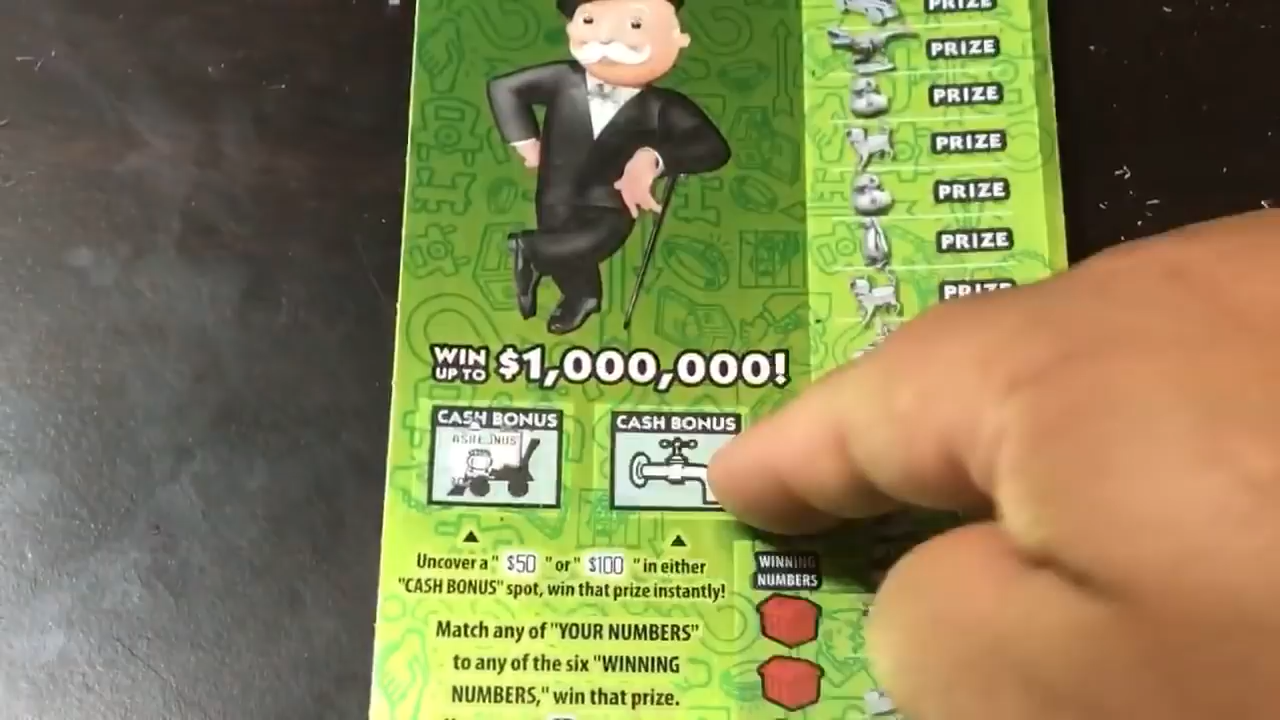 PRIZE
PRIZE
PRIZE
PRIZE
PRIZE
PRIZE
PRIZE
WIN UP TO $1,000,000!
CASH BONUS
CASH BONUS
Uncover a " $50 " or " $100 " in either
"CASH BONUS" spot, win that prize instantly!
Match any of "YOUR NUMBERS"
to any of the six "WINNING
NUMBERS," win that prize.
WINNING
NUMBERS